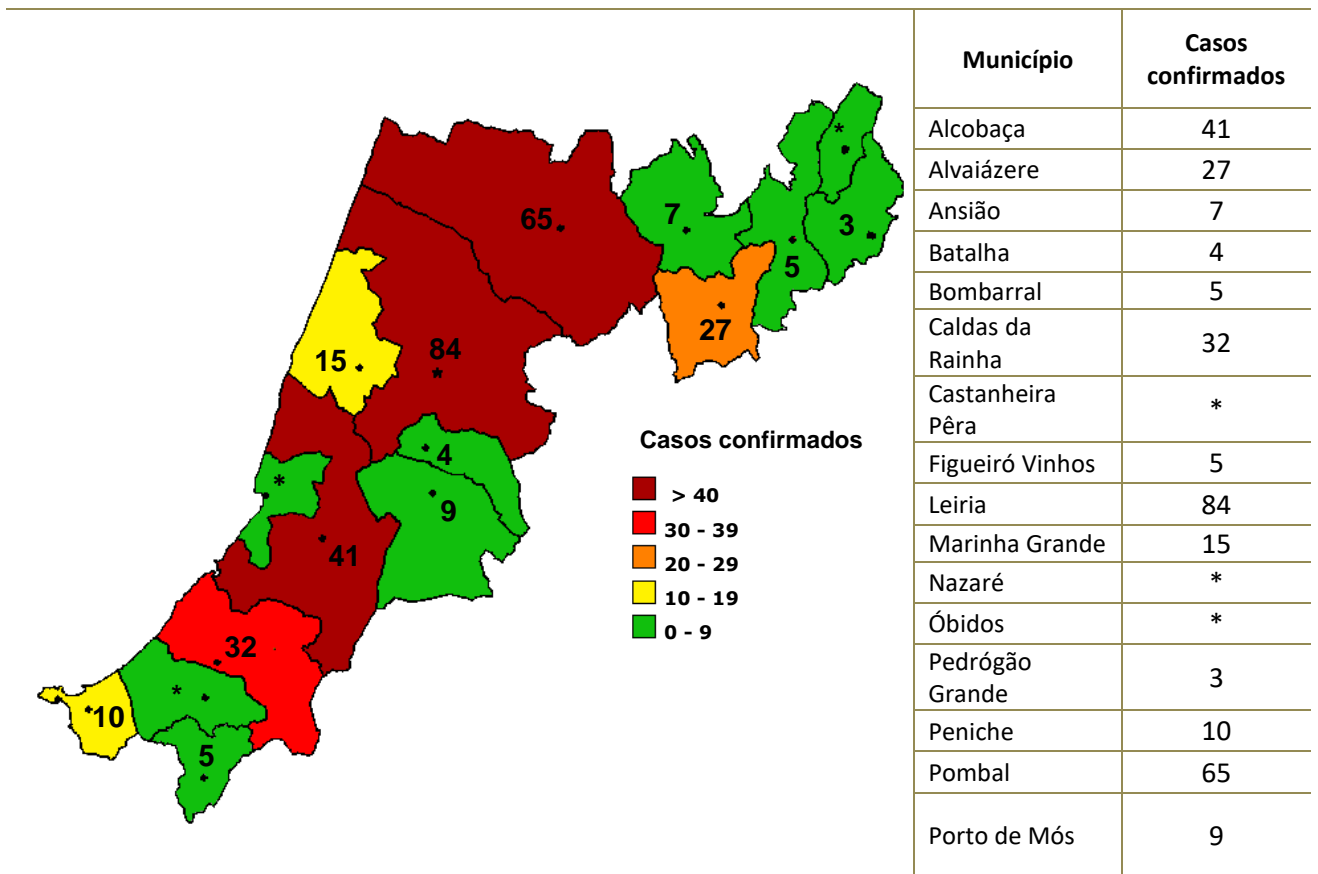 65
7
*
3
5
27
15
84
4
*
9
41
32
*
10
5
Casos confirmados
> 40
30 - 39
20 - 29
10 - 19
0 - 9
Município
Casos
confirmados
Alcobaça 41
Alvaiázere 27
Ansião 7
Batalha 4
Bombarral 5
Caldas da
Rainha 32
Castanheira
Pêra *
Figueiró Vinhos 5
Leiria 84
Marinha Grande 15
Nazaré *
Óbidos *
Pedrógão
Grande 3
Peniche 10
Pombal 65
Porto de Mós 9